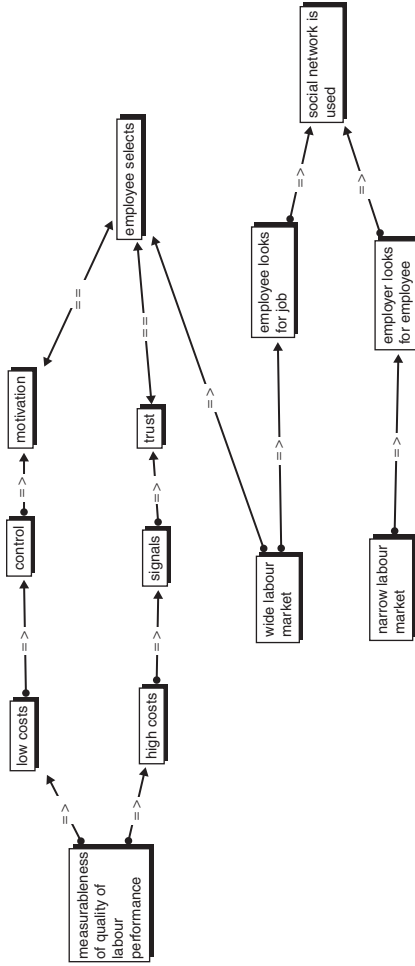 measurableness
of quality of
labour
performance
=>
low costs
=>
control
=>
motivation
==
employee selects
=>
high costs
=>
signals
=>
trust
==
wide labour
market
=>
=>
employee looks
for job
=>
social network is
used
narrow labour
market
=>
employer looks
for employee
=>